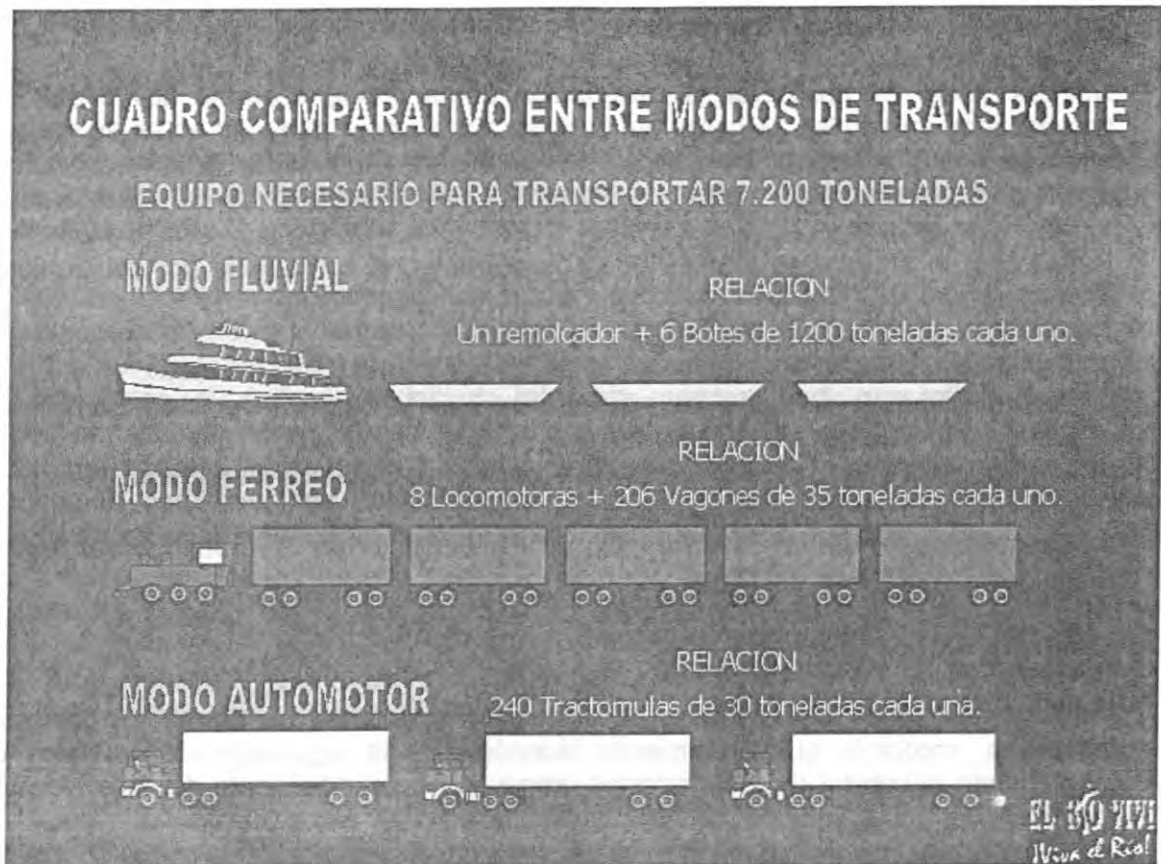 CUADRO COMPARATIVO ENTRE MODOS DE TRANSPORTE
EQUIPO NECESARIO PARA TRANSPORTAR 7.200 TONELADAS
MODO FLUVIAL
RELACION
Un remolcador + 6 Botes de 1200 toneladas cada uno.
RELACION
MODO FERREO
8 Locomotoras + 206 Vagones de 35 toneladas cada uno.
RELACION
MODO AUTOMOTOR
240 Tractomulas de 30 toneladas cada una.
EL
¡Viva el Río!